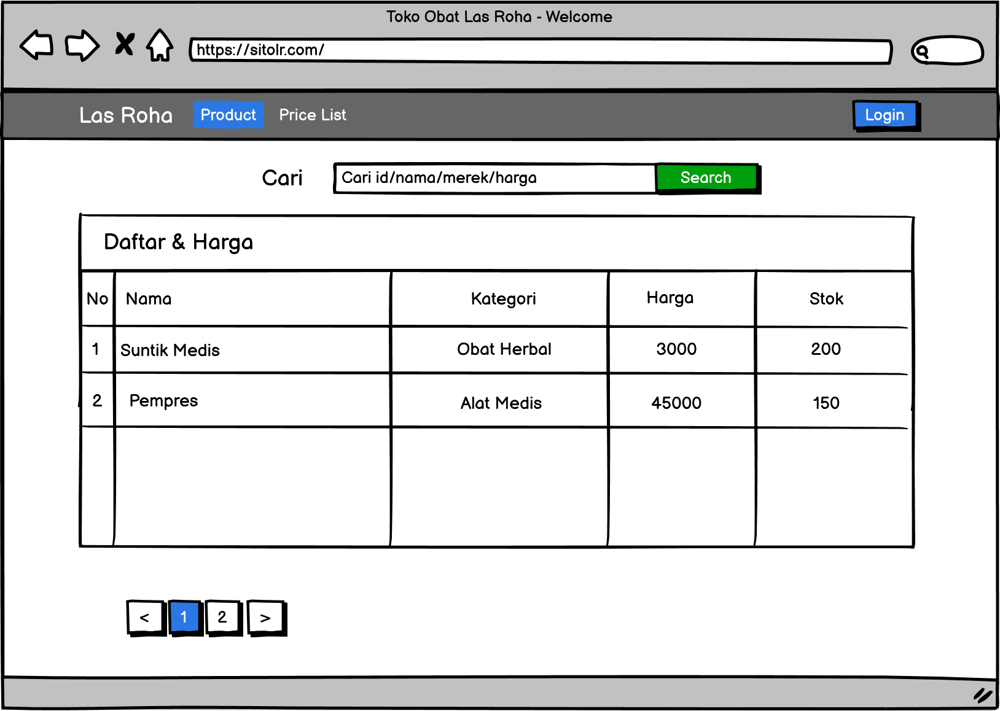 Toko Obat Las Roha - Welcome
https://sitolr.com/
Las Roha Product Price List Login
Cari Cari id/nama/merek/harga Search
Daftar & Harga
No Nama Kategori Harga Stok
1 Suntik Medis Obat Herbal 3000 200
2 Pempres Alat Medis 45000 150
< 1 2 >